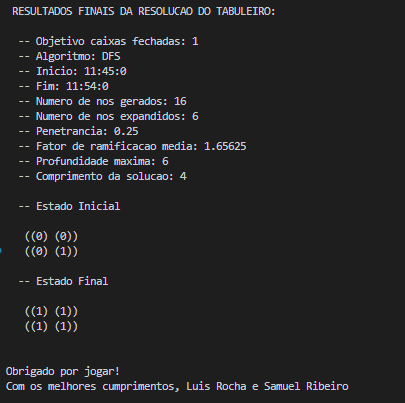 RESULTADOS FINAIS DA RESOLUCAO DO TABULEIRO:
-- Objetivo caixas fechadas: 1
-- Algoritmo: DFS
-- Inicio: 11:45:0
-- Fim: 11:54:0
-- Numero de nos gerados: 16
-- Numero de nos expandidos: 6
-- Penetrancia: 0.25
-- Fator de ramificacao media: 1.65625
-- Profundidade maxima: 6
-- Comprimento da solucao: 4
-- Estado Inicial
((0) (0))
((0) (1))
-- Estado Final
((1) (1))
((1) (1))
Obrigado por jogar!
Com os melhores cumprimentos, Luis Rocha e Samuel Ribeiro